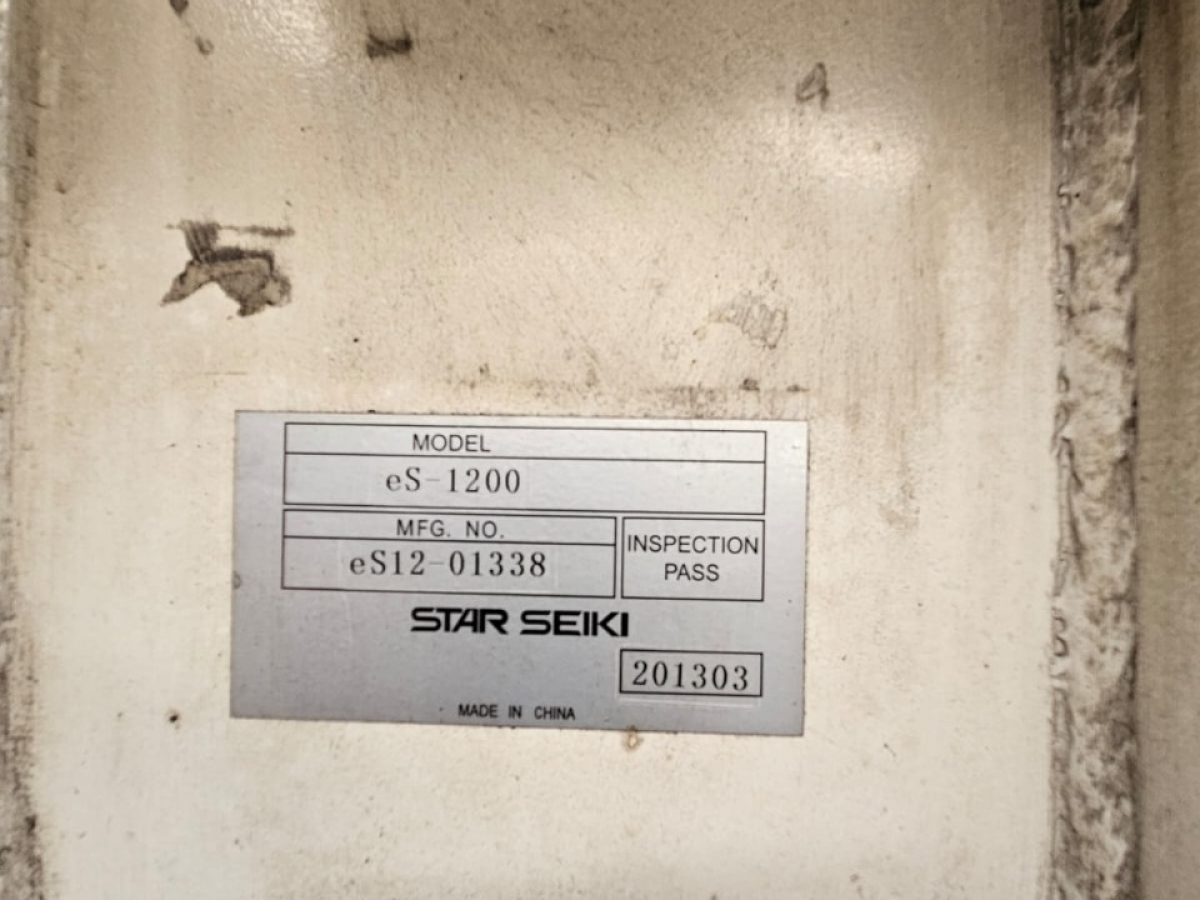 MODEL
eS-1200
MFG. NO.
eS12-01338
INSPECTION
PASS
STAR SEIKI
201303
MADE IN CHINA